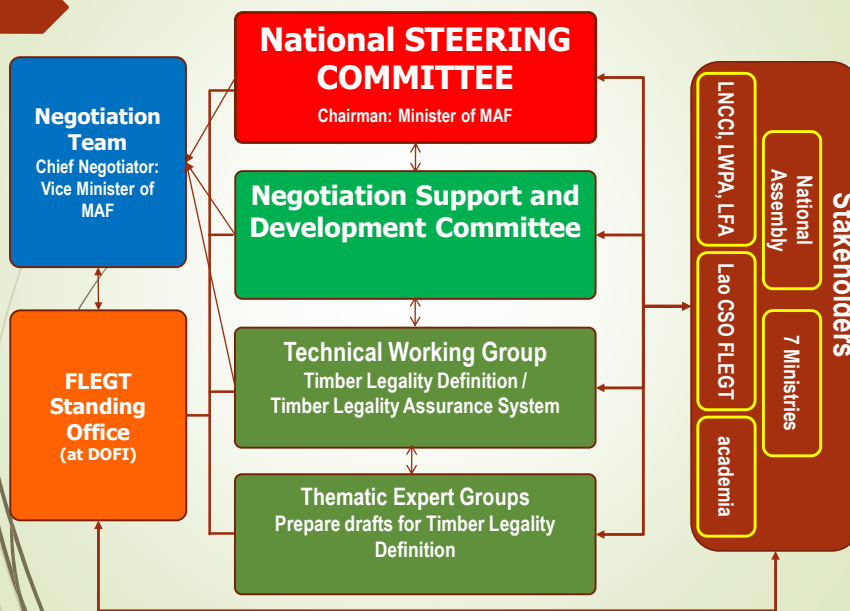 National STEERING
COMMITTEE
Chairman: Minister of MAF
Negotiation
Team
Chief Negotiator:
Vice Minister of
MAF
Negotiation Support and
Development Committee
FLEGT
Standing
Office
(at DOFI)
Technical Working Group
Timber Legality Definition /
Timber Legality Assurance System
Thematic Expert Groups
Prepare drafts for Timber Legality
Definition
Stakeholders
National
Assembly
7 Ministries
LNCCI, LWPA, LFA
Lao CSO FLEGT
academia